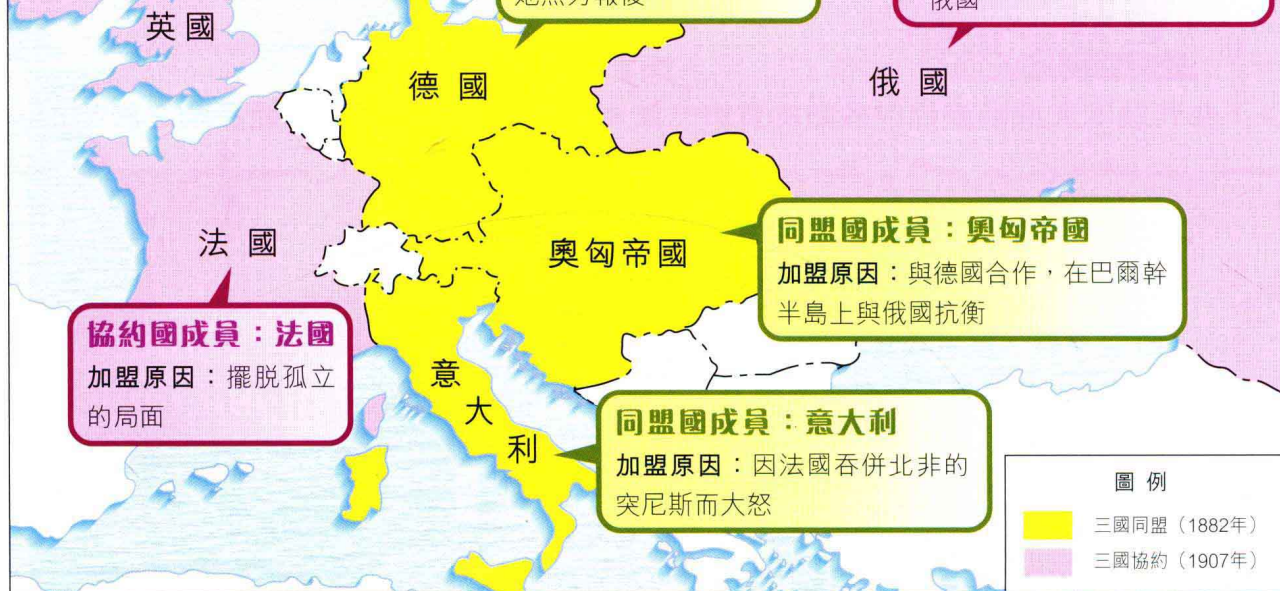 英國
俄國
德國
俄國
法國
奧匈帝國
同盟國成員：奧匈帝國
加盟原因：與德國合作，在巴爾幹
半島上與俄國抗衡
協約國成員：法國
加盟原因：擺脱孤立
的局面
意大利
同盟國成員：意大利
加盟原因：因法國吞併北非的
突尼斯而大怒
圖例
三國同盟（1882年）
三國協約（1907年）